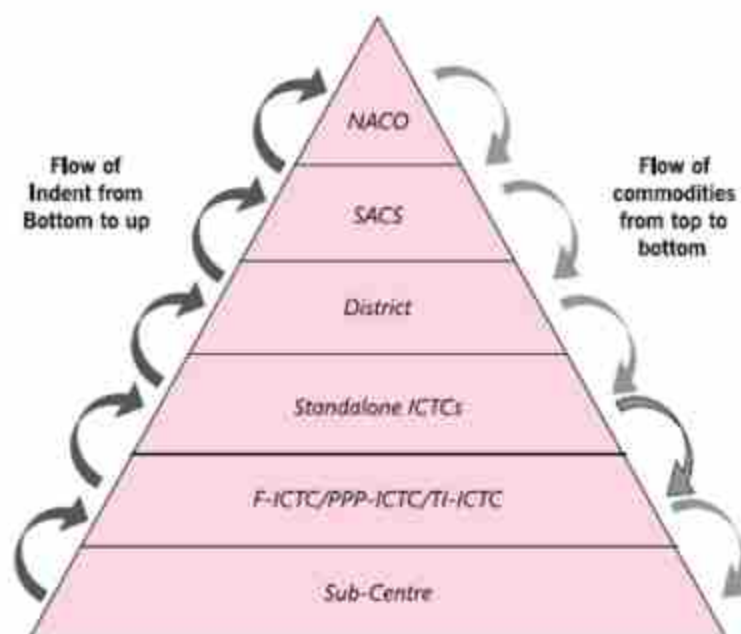 NACO
Flow of
Indent from
Bottom to up
Flow of
commodities
from top to
bottom
SACS
District
Standalone ICTCs
F-ICTC/PPP-ICTC/TI-ICTC
Sub-Centre